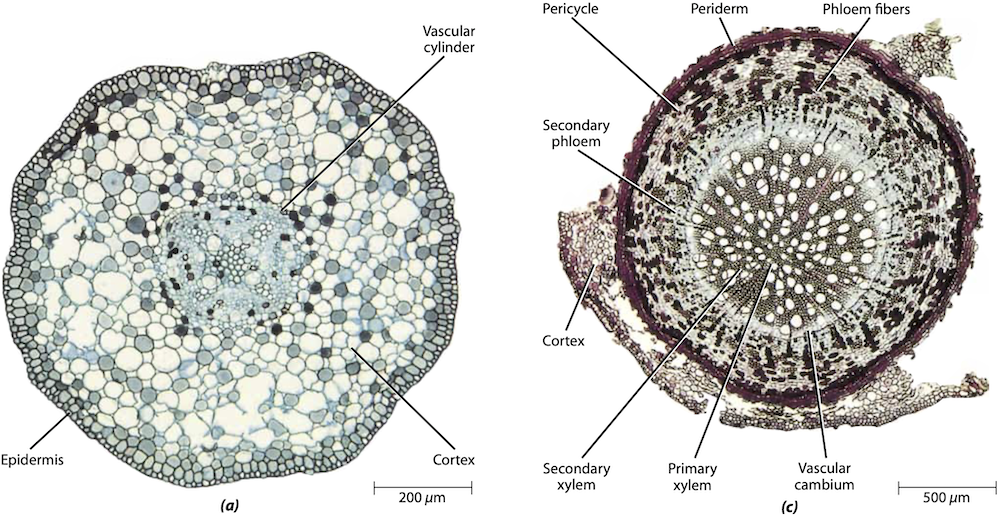 Vascular
cylinder
Epidermis
Cortex
200 µm
(a)
Pericycle
Periderm
Phloem fibers
Secondary
phloem
Cortex
Secondary
xylem
Primary
xylem
Vascular
cambium
500 µm
(c)